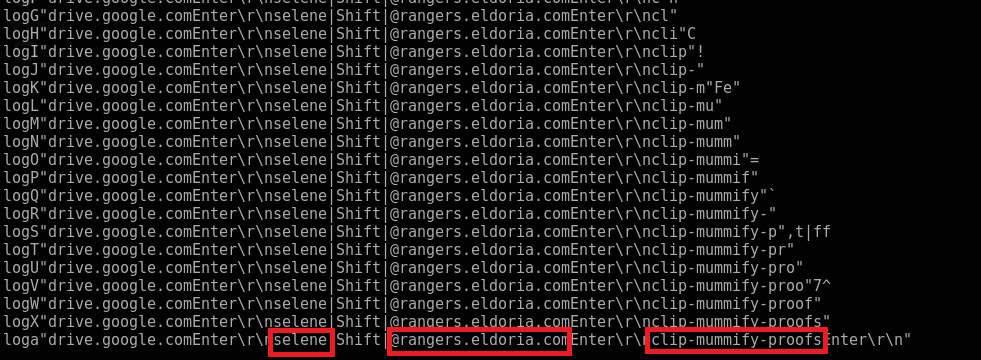 logG"drive.google.comEnter\r\nselene|Shift|@rangers.eldoria.comEnter\r\ncl"
logH"drive.google.comEnter\r\nselene|Shift|@rangers.eldoria.comEnter\r\ncli"C
logI"drive.google.comEnter\r\nselene|Shift|@rangers.eldoria.comEnter\r\nclip"!
logJ"drive.google.comEnter\r\nselene|Shift|@rangers.eldoria.comEnter\r\nclip-"
logK"drive.google.comEnter\r\nselene|Shift|@rangers.eldoria.comEnter\r\nclip-m"Fe"
logL"drive.google.comEnter\r\nselene|Shift|@rangers.eldoria.comEnter\r\nclip-mu"
logM"drive.google.comEnter\r\nselene|Shift|@rangers.eldoria.comEnter\r\nclip-mum"
logN"drive.google.comEnter\r\nselene|Shift|@rangers.eldoria.comEnter\r\nclip-mumm"
logO"drive.google.comEnter\r\nselene|Shift|@rangers.eldoria.comEnter\r\nclip-mummi"=
logP"drive.google.comEnter\r\nselene|Shift|@rangers.eldoria.comEnter\r\nclip-mummif"
logQ"drive.google.comEnter\r\nselene|Shift|@rangers.eldoria.comEnter\r\nclip-mummify"`
logR"drive.google.comEnter\r\nselene|Shift|@rangers.eldoria.comEnter\r\nclip-mummify-"
logS"drive.google.comEnter\r\nselene|Shift|@rangers.eldoria.comEnter\r\nclip-mummify-p",t|ff
logT"drive.google.comEnter\r\nselene|Shift|@rangers.eldoria.comEnter\r\nclip-mummify-pr"
logU"drive.google.comEnter\r\nselene|Shift|@rangers.eldoria.comEnter\r\nclip-mummify-pro"
logV"drive.google.comEnter\r\nselene|Shift|@rangers.eldoria.comEnter\r\nclip-mummify-proo"7^
logW"drive.google.comEnter\r\nselene|Shift|@rangers.eldoria.comEnter\r\nclip-mummify-proof"
logX"drive.google.comEnter\r\nselene|Shift|@rangers.eldoria.comEnter\r\nclip-mummify-proofs"
loga"drive.google.comEnter\r\nselene|Shift|@rangers.eldoria.comEnter\r\nclip-mummify-proofsEnter\r\n"